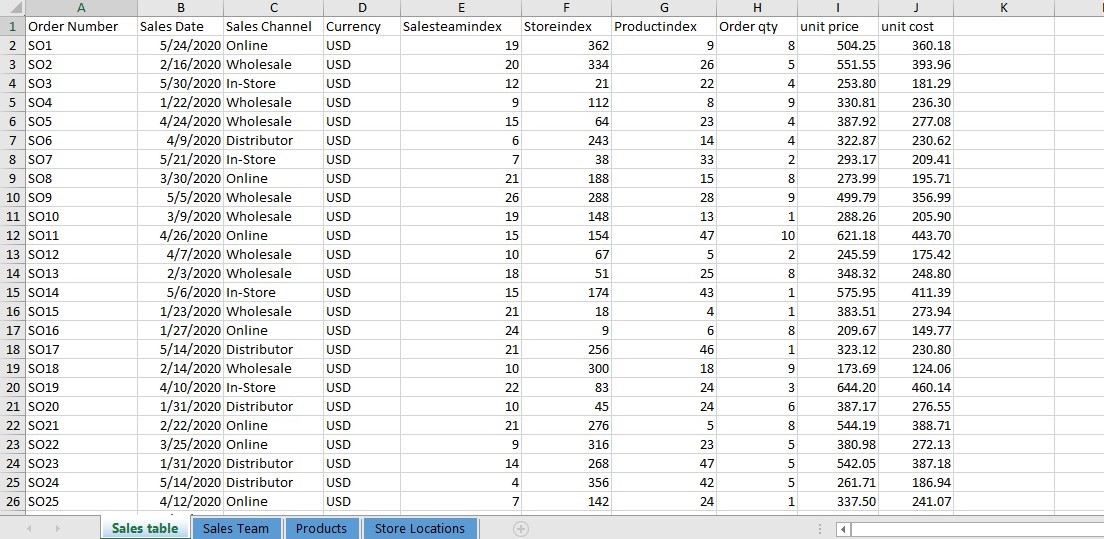 A B C D E F G H I J K
1 Order Number Sales Date Sales Channel Currency Salesteamindex Storeindex Productindex Order qty unit price unit cost
2 SO1 5/24/2020 Online USD 19 362 9 8 504.25 360.18
3 SO2 2/16/2020 Wholesale USD 20 334 26 5 551.55 393.96
4 SO3 5/30/2020 In-Store USD 12 21 22 4 253.80 181.29
5 SO4 1/22/2020 Wholesale USD 9 112 8 9 330.81 236.30
6 SO5 4/24/2020 Wholesale USD 15 64 23 4 387.92 277.08
7 SO6 4/9/2020 Distributor USD 6 243 14 4 322.87 230.62
8 SO7 5/21/2020 In-Store USD 7 38 33 2 293.17 209.41
9 SO8 3/30/2020 Online USD 21 188 15 8 273.99 195.71
10 SO9 5/5/2020 Wholesale USD 26 288 28 9 499.79 356.99
11 SO10 3/9/2020 Wholesale USD 19 148 13 1 288.26 205.90
12 SO11 4/26/2020 Online USD 15 154 47 10 621.18 443.70
13 SO12 4/7/2020 Wholesale USD 10 67 5 2 245.59 175.42
14 SO13 2/3/2020 Wholesale USD 18 51 25 8 348.32 248.80
15 SO14 5/6/2020 In-Store USD 15 174 43 1 575.95 411.39
16 SO15 1/23/2020 Wholesale USD 21 18 4 1 383.51 273.94
17 SO16 1/27/2020 Online USD 24 9 6 8 209.67 149.77
18 SO17 5/14/2020 Distributor USD 21 256 46 1 323.12 230.80
19 SO18 2/14/2020 Wholesale USD 10 300 18 9 173.69 124.06
20 SO19 4/10/2020 In-Store USD 22 83 24 3 644.20 460.14
21 SO20 1/31/2020 Distributor USD 10 45 24 6 387.17 276.55
22 SO21 2/22/2020 Online USD 21 276 5 8 544.19 388.71
23 SO22 3/25/2020 Online USD 9 316 23 5 380.98 272.13
24 SO23 1/31/2020 Distributor USD 14 268 47 5 542.05 387.18
25 SO24 5/14/2020 Distributor USD 4 356 42 5 261.71 186.94
26 SO25 4/12/2020 Online USD 7 142 24 1 337.50 241.07
Sales table Sales Team Products Store Locations